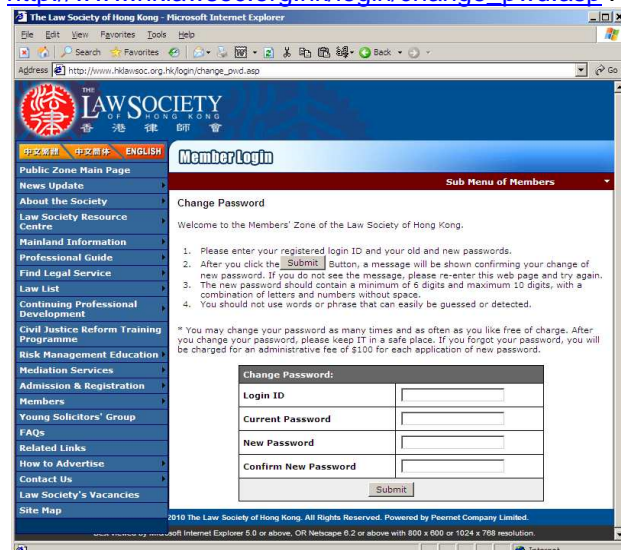 The Law Society of Hong Kong - Microsoft Internet Explorer
File Edit View Favorites Tools Help
Search Favorites Back
Address http://www.hklawsoc.org.hk/login/change_pwd.asp Go
THE
LAW SOCIETY
OF HONG KONG
香 港 律 師 會
中文繁體 中文简体 ENGLISH
Member Login
Sub Menu of Members
Public Zone Main Page
News Update
About the Society
Law Society Resource
Centre
Mainland Information
Professional Guide
Find Legal Service
Law List
Continuing Professional
Development
Civil Justice Reform Training
Programme
Risk Management Education
Mediation Services
Admission & Registration
Members
Young Solicitors' Group
FAQs
Related Links
How to Advertise
Contact Us
Law Society's Vacancies
Site Map
Change Password
Welcome to the Members' Zone of the Law Society of Hong Kong.
1. Please enter your registered login ID and your old and new passwords.
2. After you click the Submit Button, a message will be shown confirming your change of
new password. If you do not see the message, please re-enter this web page and try again.
3. The new password should contain a minimum of 6 digits and maximum 10 digits, with a
combination of letters and numbers without space.
4. You should not use words or phrase that can easily be guessed or detected.
* You may change your password as many times and as often as you like free of charge. After
you change your password, please keep IT in a safe place. If you forgot your password, you will
be charged for an administrative fee of $100 for each application of new password.
Change Password:
Login ID
Current Password
New Password
Confirm New Password
Submit
2010 The Law Society of Hong Kong. All Rights Reserved. Powered by Peernet Company Limited.
Best viewed by Microsoft Internet Explorer 5.0 or above, OR Netscape 6.2 or above with 800 x 600 or 1024 x 768 resolution.
Internet